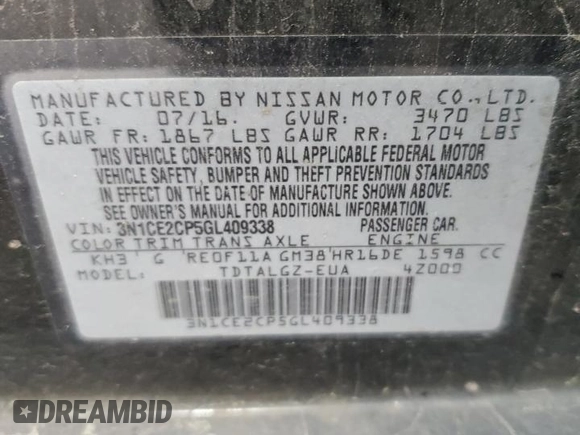 MANUFACTURED BY NISSAN MOTOR CO., LTD.
DATE: 07/16. GVWR: 3470 LBS
GAWR FR: 1867 LBS GAWR RR: 1704 LBS
THIS VEHICLE CONFORMS TO ALL APPLICABLE FEDERAL MOTOR
VEHICLE SAFETY, BUMPER AND THEFT PREVENTION STANDARDS
IN EFFECT ON THE DATE OF MANUFACTURE SHOWN ABOVE.
SEE OWNER'S MANUAL FOR ADDITIONAL INFORMATION
VIN: 3N1CE2CP5GL409338 PASSENGER CAR.
COLOR TRIM TRANS AXLE ENGINE
KH3 G RE0F11A GM38 HR16DE 1598 CC
MODEL: TDTALGZ-EUA 4Z000
3N1CE2CP5GL409338
DREAMBID